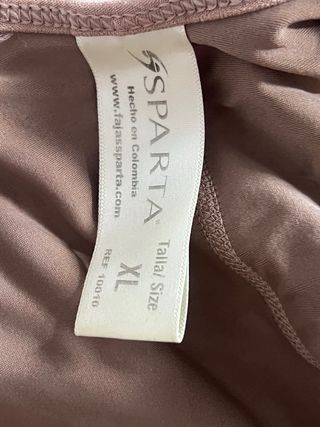 SPARTA®
Hecho en Colombia
www.fajassparta.com
Talla/ Size
XL
REF 10010